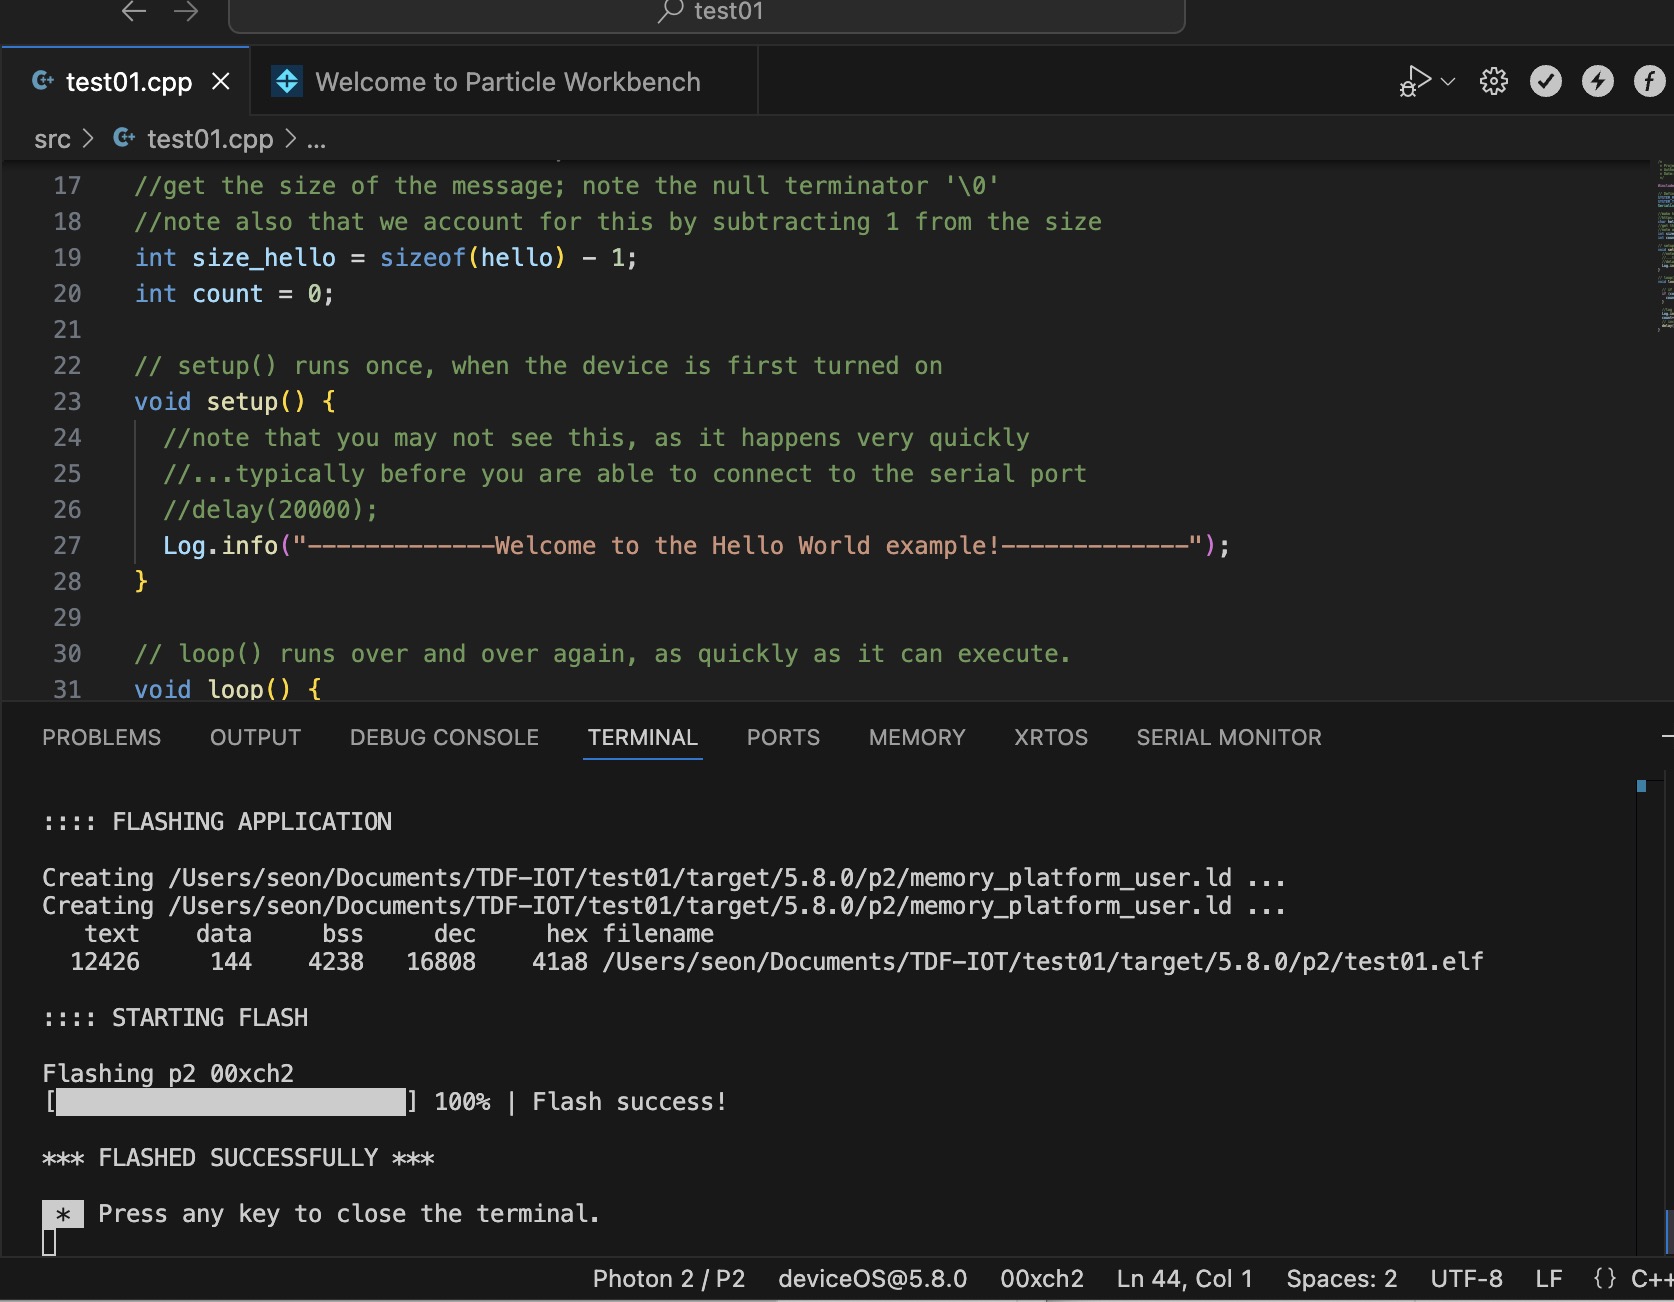 test01
test01.cpp Welcome to Particle Workbench
src > test01.cpp > ...
17 //get the size of the message; note the null terminator '\0'
18 //note also that we account for this by subtracting 1 from the size
19 int size_hello = sizeof(hello) - 1;
20 int count = 0;
21
22 // setup() runs once, when the device is first turned on
23 void setup() {
24 //note that you may not see this, as it happens very quickly
25 //...typically before you are able to connect to the serial port
26 //delay(20000);
27 Log.info("-------------Welcome to the Hello World example!-------------");
28 }
29
30 // loop() runs over and over again, as quickly as it can execute.
31 void loop() {
PROBLEMS OUTPUT DEBUG CONSOLE TERMINAL PORTS MEMORY XRTOS SERIAL MONITOR
:::: FLASHING APPLICATION
Creating /Users/seon/Documents/TDF-IOT/test01/target/5.8.0/p2/memory_platform_user.ld ...
Creating /Users/seon/Documents/TDF-IOT/test01/target/5.8.0/p2/memory_platform_user.ld ...
text data bss dec hex filename
12426 144 4238 16808 41a8 /Users/seon/Documents/TDF-IOT/test01/target/5.8.0/p2/test01.elf
:::: STARTING FLASH
Flashing p2 00xch2
[ ] 100% | Flash success!
*** FLASHED SUCCESSFULLY ***
* Press any key to close the terminal.
Photon 2 / P2 deviceOS@5.8.0 00xch2 Ln 44, Col 1 Spaces: 2 UTF-8 LF {} C++